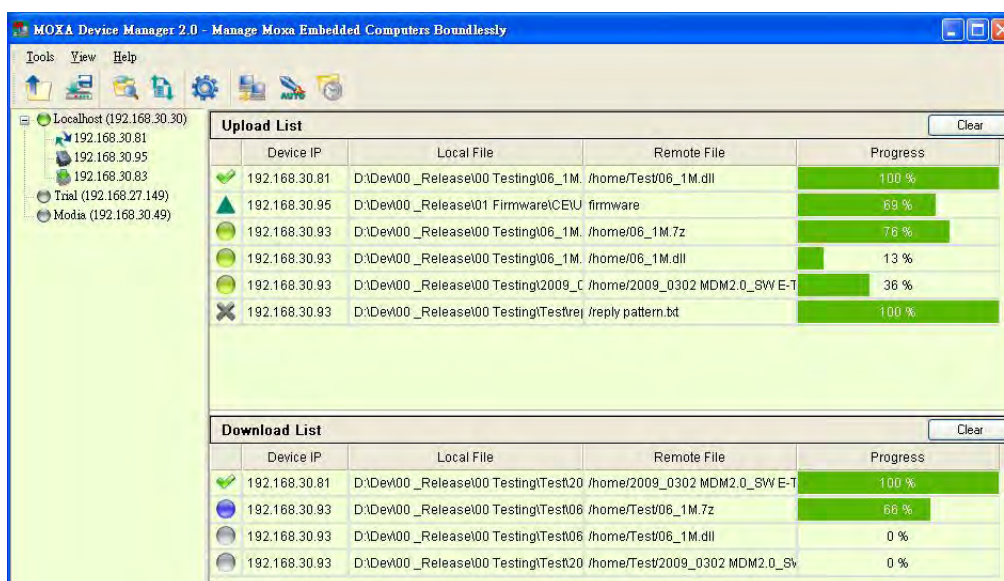 MOXA Device Manager 2.0 - Manage Moxa Embedded Computers Boundlessly
Tools View Help
AUTO
Localhost (192.168.30.30)
192.168.30.81
192.168.30.95
192.168.30.83
Trial (192.168.27.149)
Modia (192.168.30.49)
Upload List Clear
Device IP Local File Remote File Progress
192.168.30.81 D:\Dev\00 _Release\00 Testing\06_1M. /home/Test/06_1M.dll 100 %
192.168.30.95 D:\Dev\00 _Release\01 Firmware\CE\U firmware 69 %
192.168.30.93 D:\Dev\00 _Release\00 Testing\06_1M. /home/06_1M.7z 76 %
192.168.30.93 D:\Dev\00 _Release\00 Testing\06_1M. /home/06_1M.dll 13 %
192.168.30.93 D:\Dev\00 _Release\00 Testing\2009_0 /home/2009_0302 MDM2.0_SW E-T 36 %
192.168.30.93 D:\Dev\00 _Release\00 Testing\Test\rep /reply pattern.txt 100 %
Download List Clear
Device IP Local File Remote File Progress
192.168.30.81 D:\Dev\00 _Release\00 Testing\Test\20 /home/2009_0302 MDM2.0_SW E-T 100 %
192.168.30.93 D:\Dev\00 _Release\00 Testing\Test\06 /home/Test/06_1M.7z 66 %
192.168.30.93 D:\Dev\00 _Release\00 Testing\Test\06 /home/Test/06_1M.dll 0 %
192.168.30.93 D:\Dev\00 _Release\00 Testing\Test\20 /home/Test/2009_0302 MDM2.0_SW 0 %